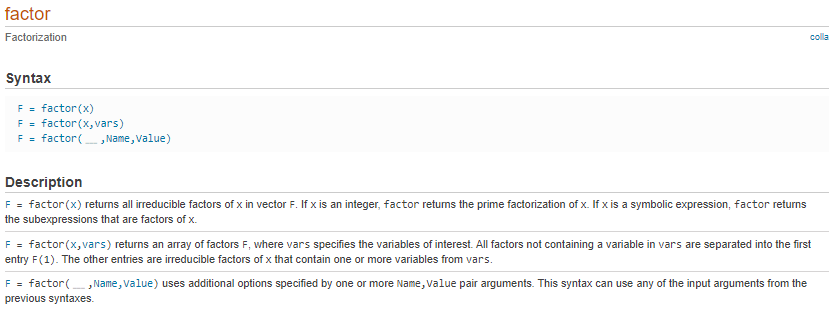 factor
Factorization
colla
Syntax
F = factor(x)
F = factor(x,vars)
F = factor( __ ,Name,Value)
Description
F = factor(x) returns all irreducible factors of x in vector F. If x is an integer, factor returns the prime factorization of x. If x is a symbolic expression, factor returns
the subexpressions that are factors of x.
F = factor(x,vars) returns an array of factors F, where vars specifies the variables of interest. All factors not containing a variable in vars are separated into the first
entry F(1). The other entries are irreducible factors of x that contain one or more variables from vars.
F = factor( __ ,Name,Value) uses additional options specified by one or more Name,Value pair arguments. This syntax can use any of the input arguments from the
previous syntaxes.